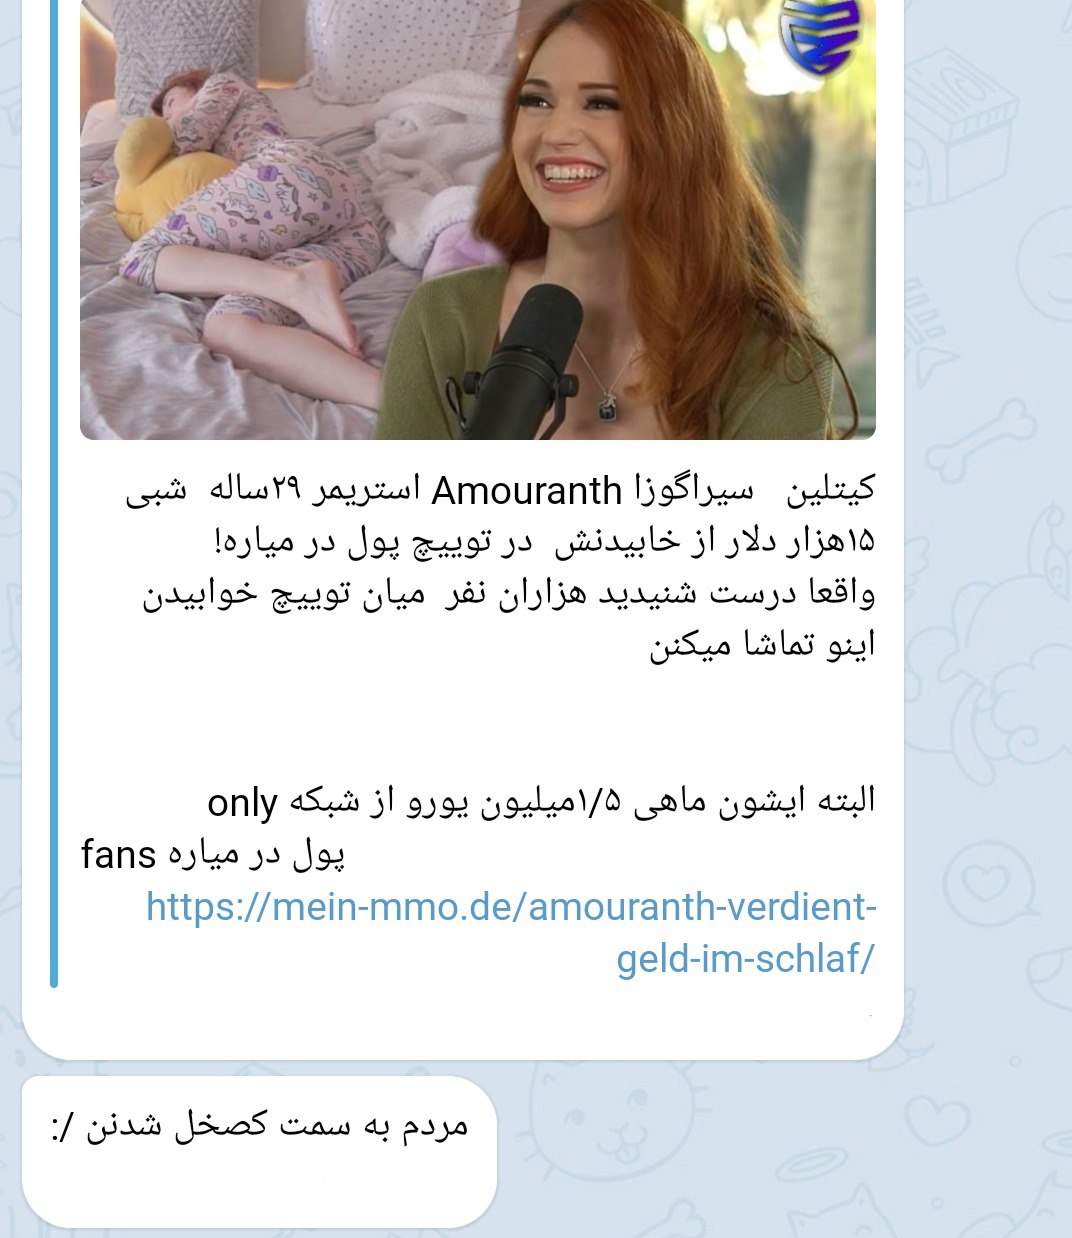 کیتلین سیراگوزا Amouranth استریمر ۲۹ساله شبی
۱۵هزار دلار از خابیدنش در توییچ پول در میاره!
واقعا درست شنیدید هزاران نفر میان توییچ خوابیدن
اینو تماشا میکنن
البته ایشون ماهی ۱/۵میلیون یورو از شبکه only
fans پول در میاره
https://mein-mmo.de/amouranth-verdient-
geld-im-schlaf/
مردم به سمت کصخل شدنن /: